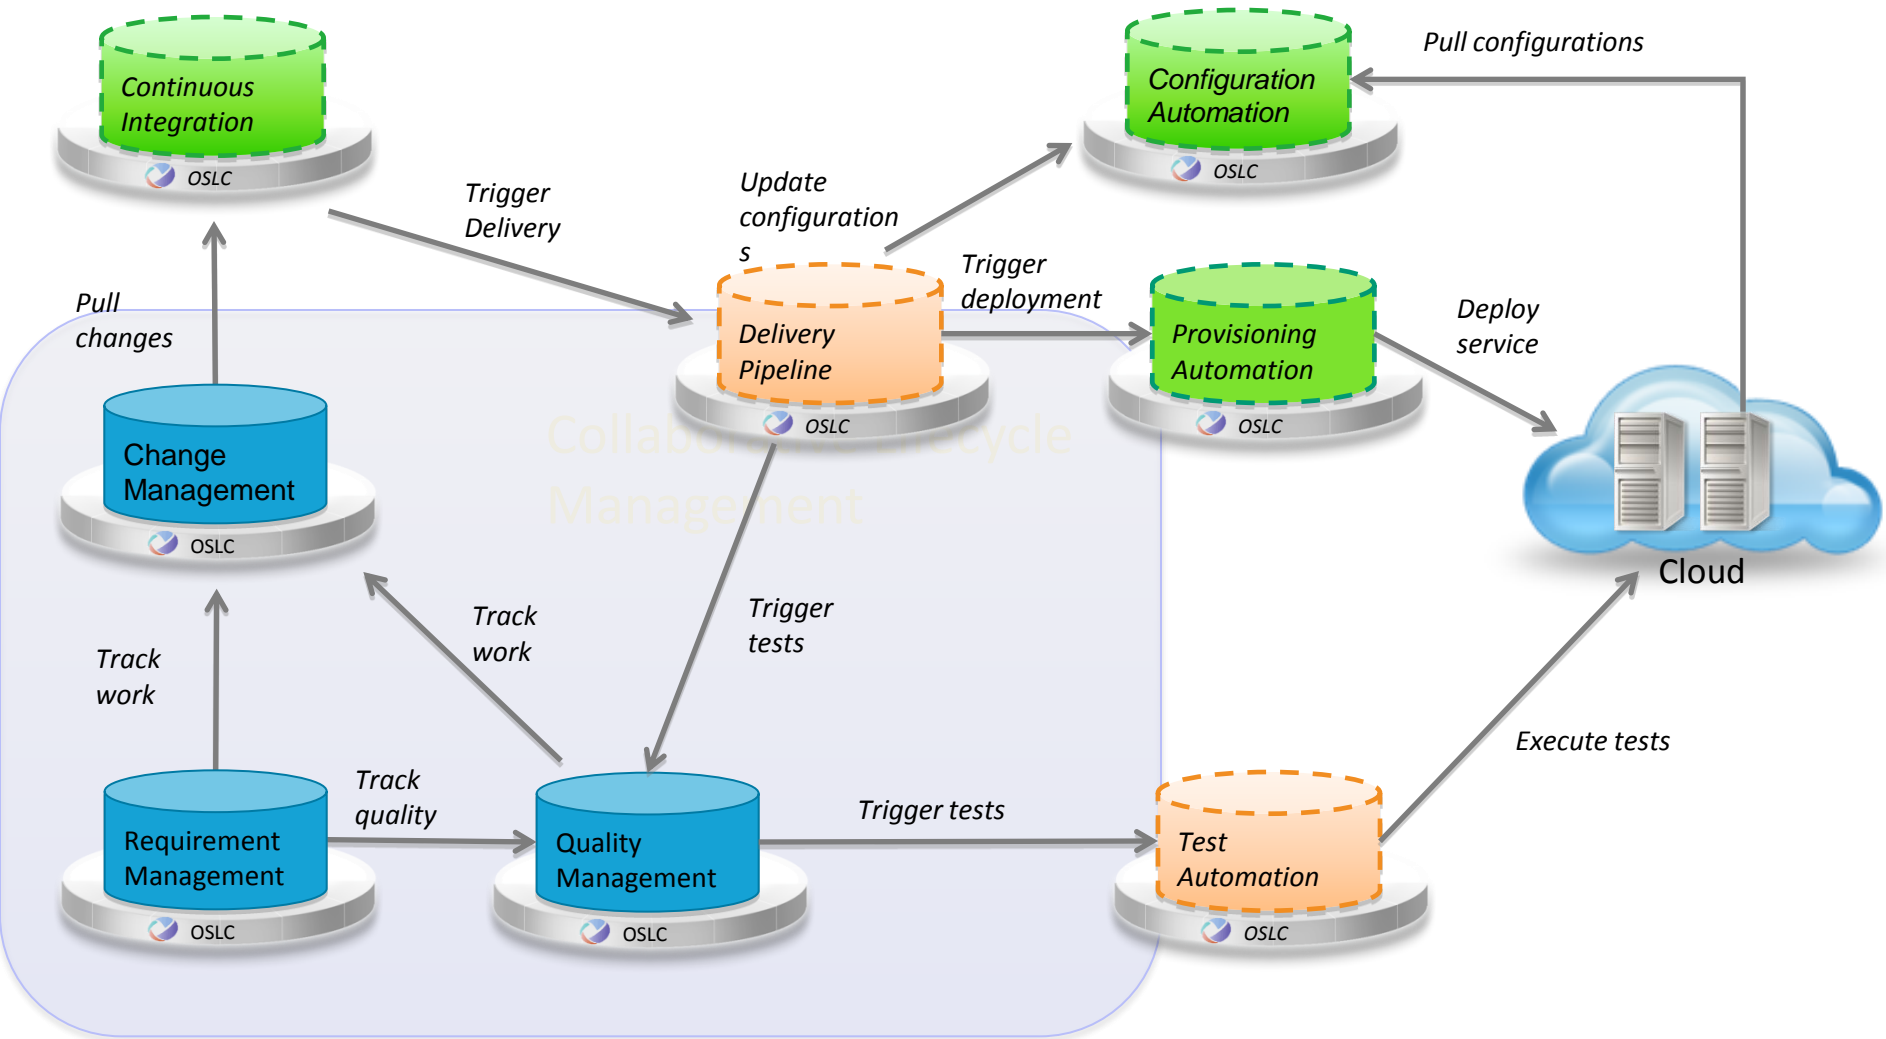 Continuous
Integration
OSLC
Configuration
Automation
OSLC
Pull configurations
Trigger
Delivery
Update
configuration
s
Trigger
deployment
Pull
changes
Delivery
Pipeline
OSLC
Provisioning
Automation
OSLC
Deploy
service
Change
Management
OSLC
Management
Cloud
Track
work
Track
work
Trigger
tests
Requirement
Management
OSLC
Track
quality
Quality
Management
OSLC
Trigger tests
Test
Automation
OSLC
Execute tests